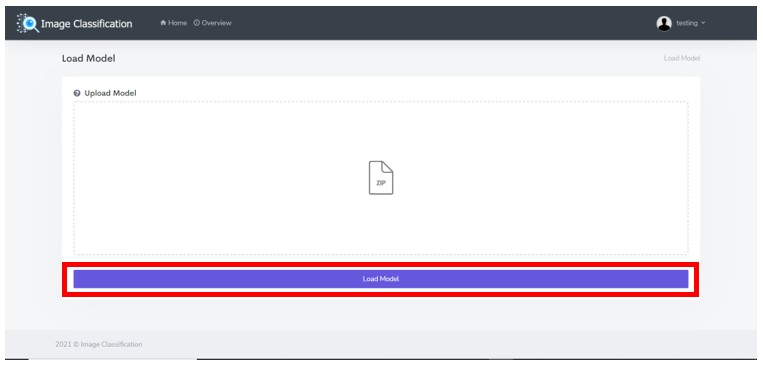 Image Classification Home Overview testing
Load Model Load Model
Upload Model
ZIP
Load Model
2021 © Image Classification